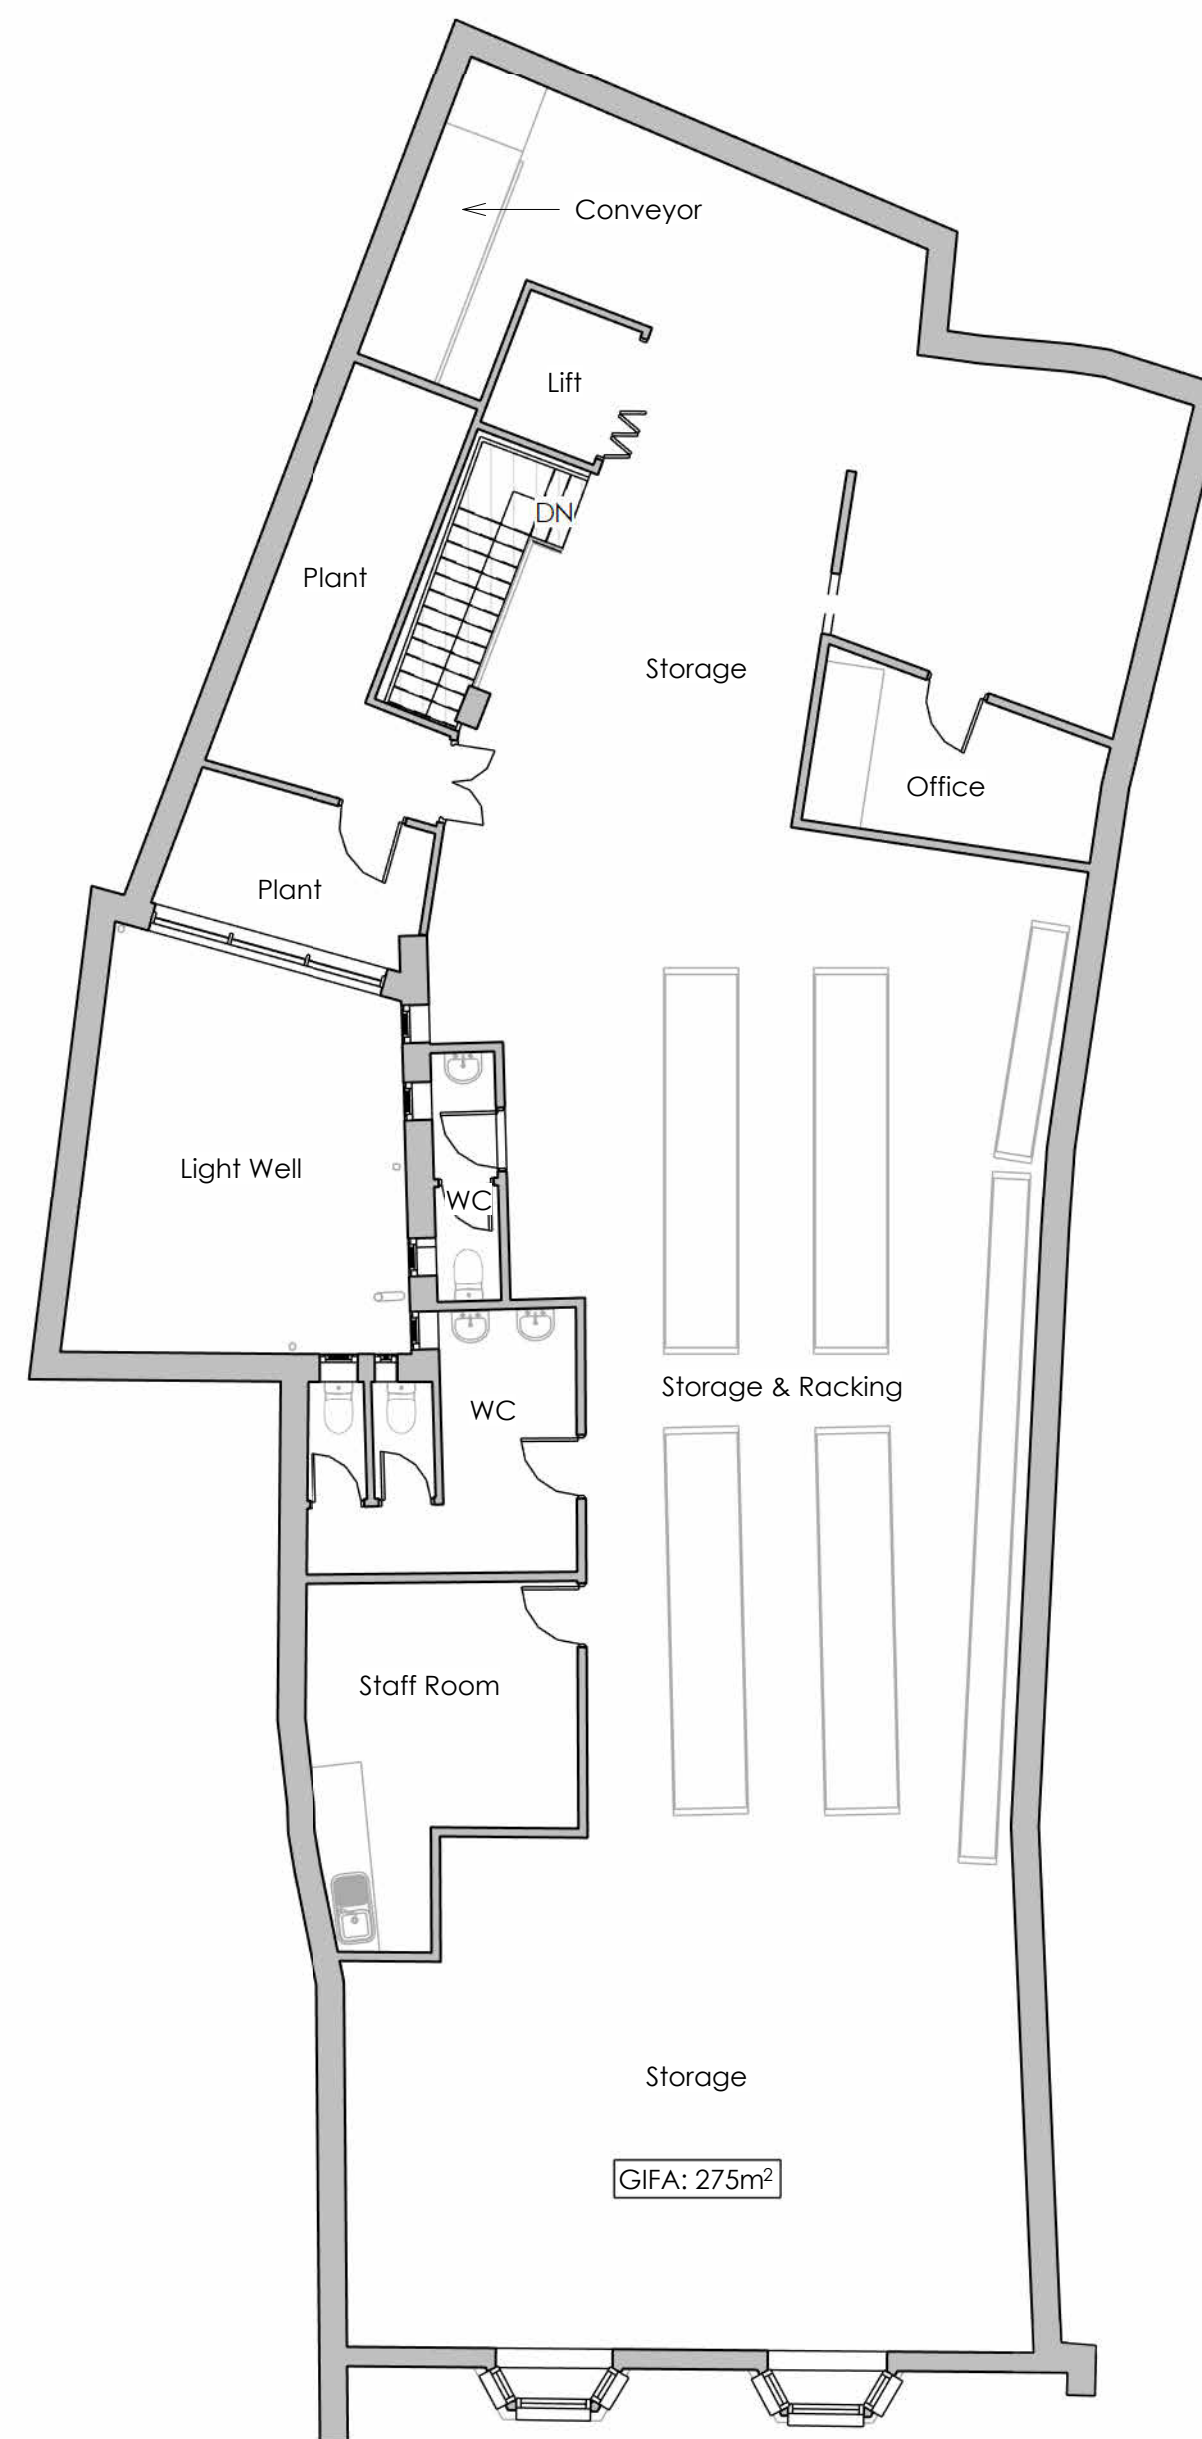 Conveyor
Lift
DN
Plant
Storage
Office
Plant
Light Well
WC
Storage & Racking
WC
Staff Room
Storage
GIFA: 275m²